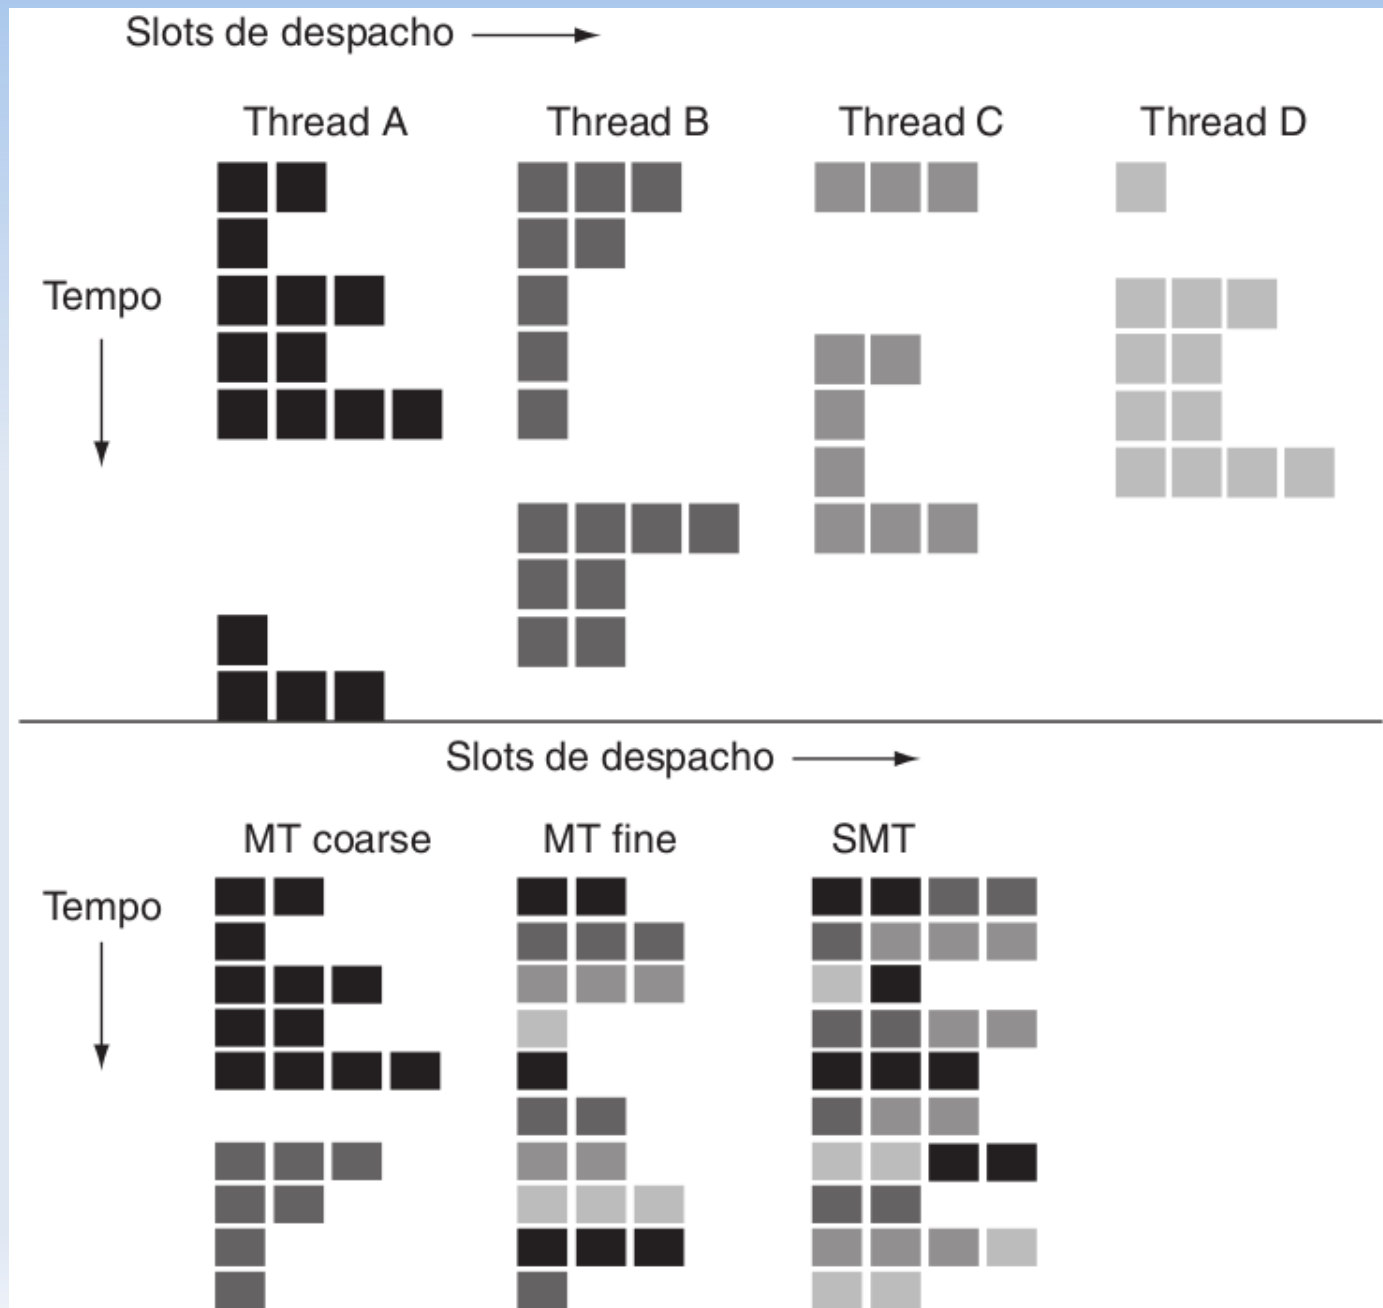 Slots de despacho
Thread A Thread B Thread C Thread D
Tempo
Slots de despacho
MT coarse MT fine SMT
Tempo